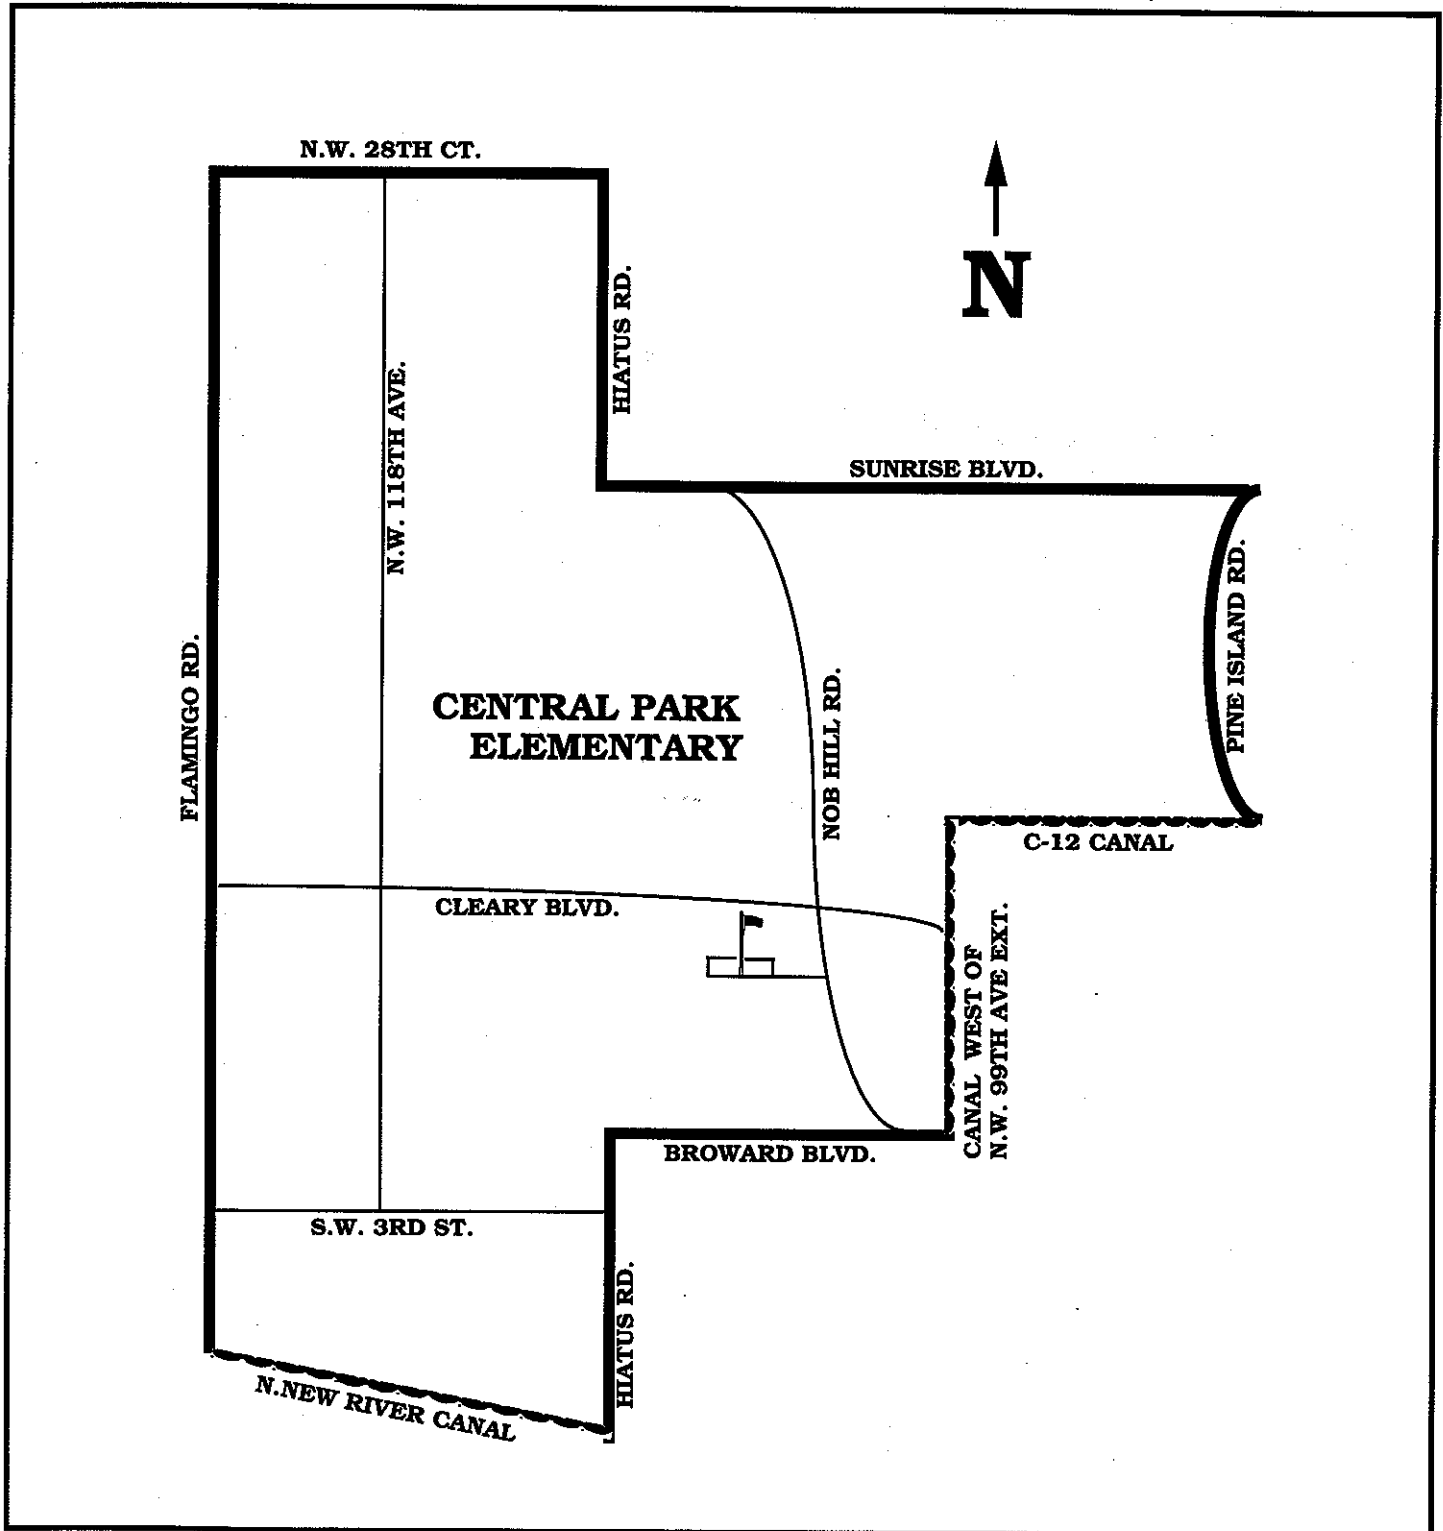 N.W. 28TH CT.
N
HIATUS RD.
N.W. 118TH AVE.
SUNRISE BLVD.
PINE ISLAND RD.
FLAMINGO RD.
CENTRAL PARK
ELEMENTARY
NOB HILL RD.
C-12 CANAL
CLEARY BLVD.
CANAL WEST OF
N.W. 99TH AVE EXT.
BROWARD BLVD.
S.W. 3RD ST.
HIATUS RD.
N.NEW RIVER CANAL